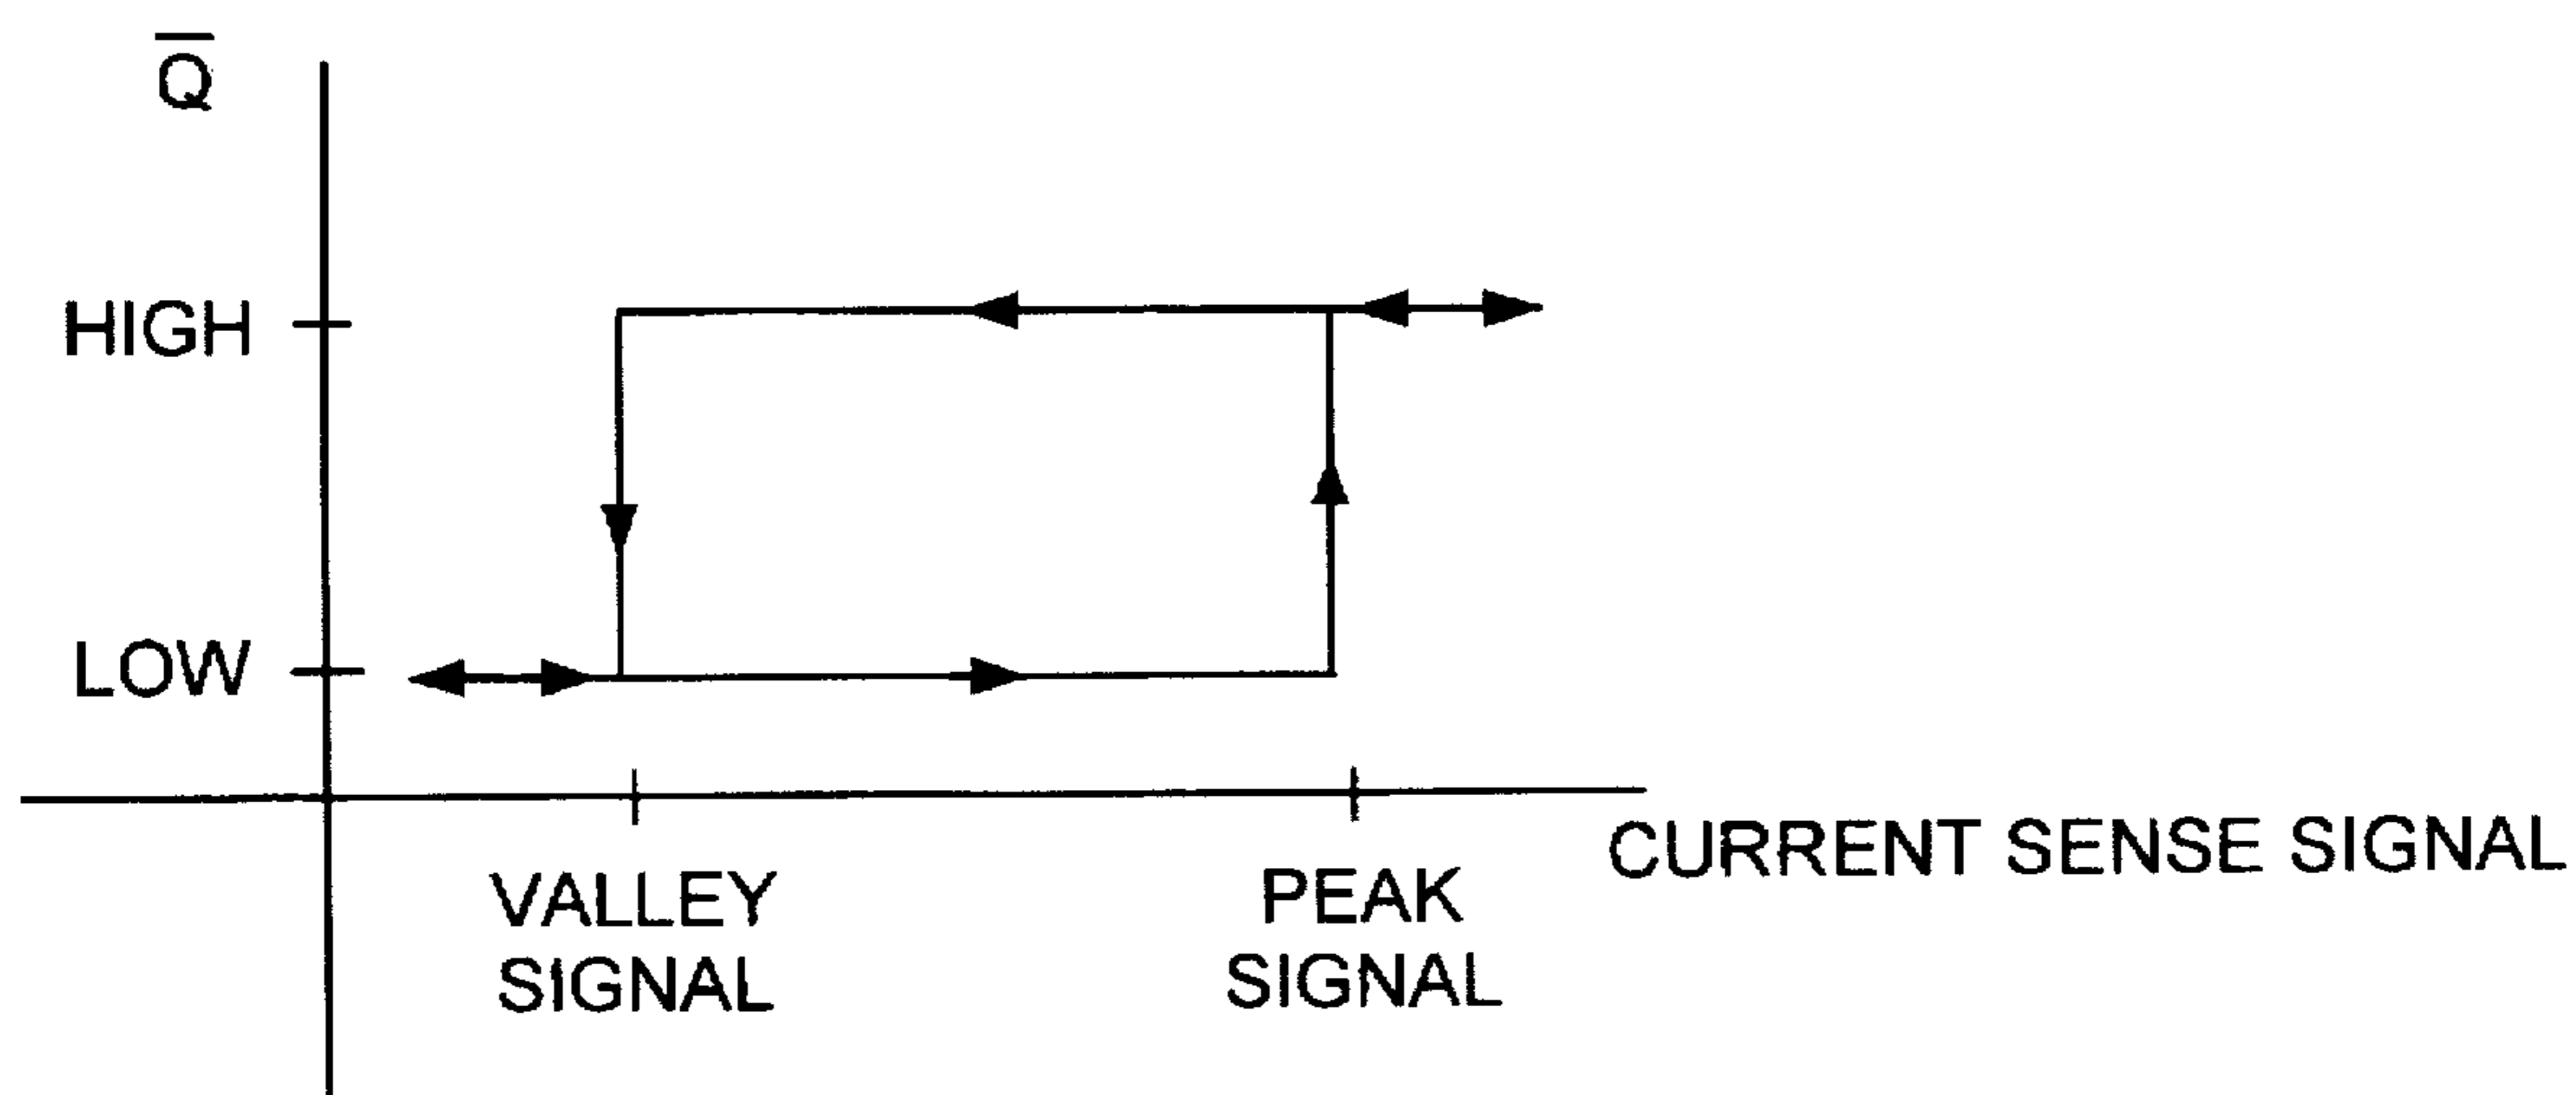 Q̅
HIGH
LOW
VALLEY
SIGNAL
PEAK
SIGNAL
CURRENT SENSE SIGNAL